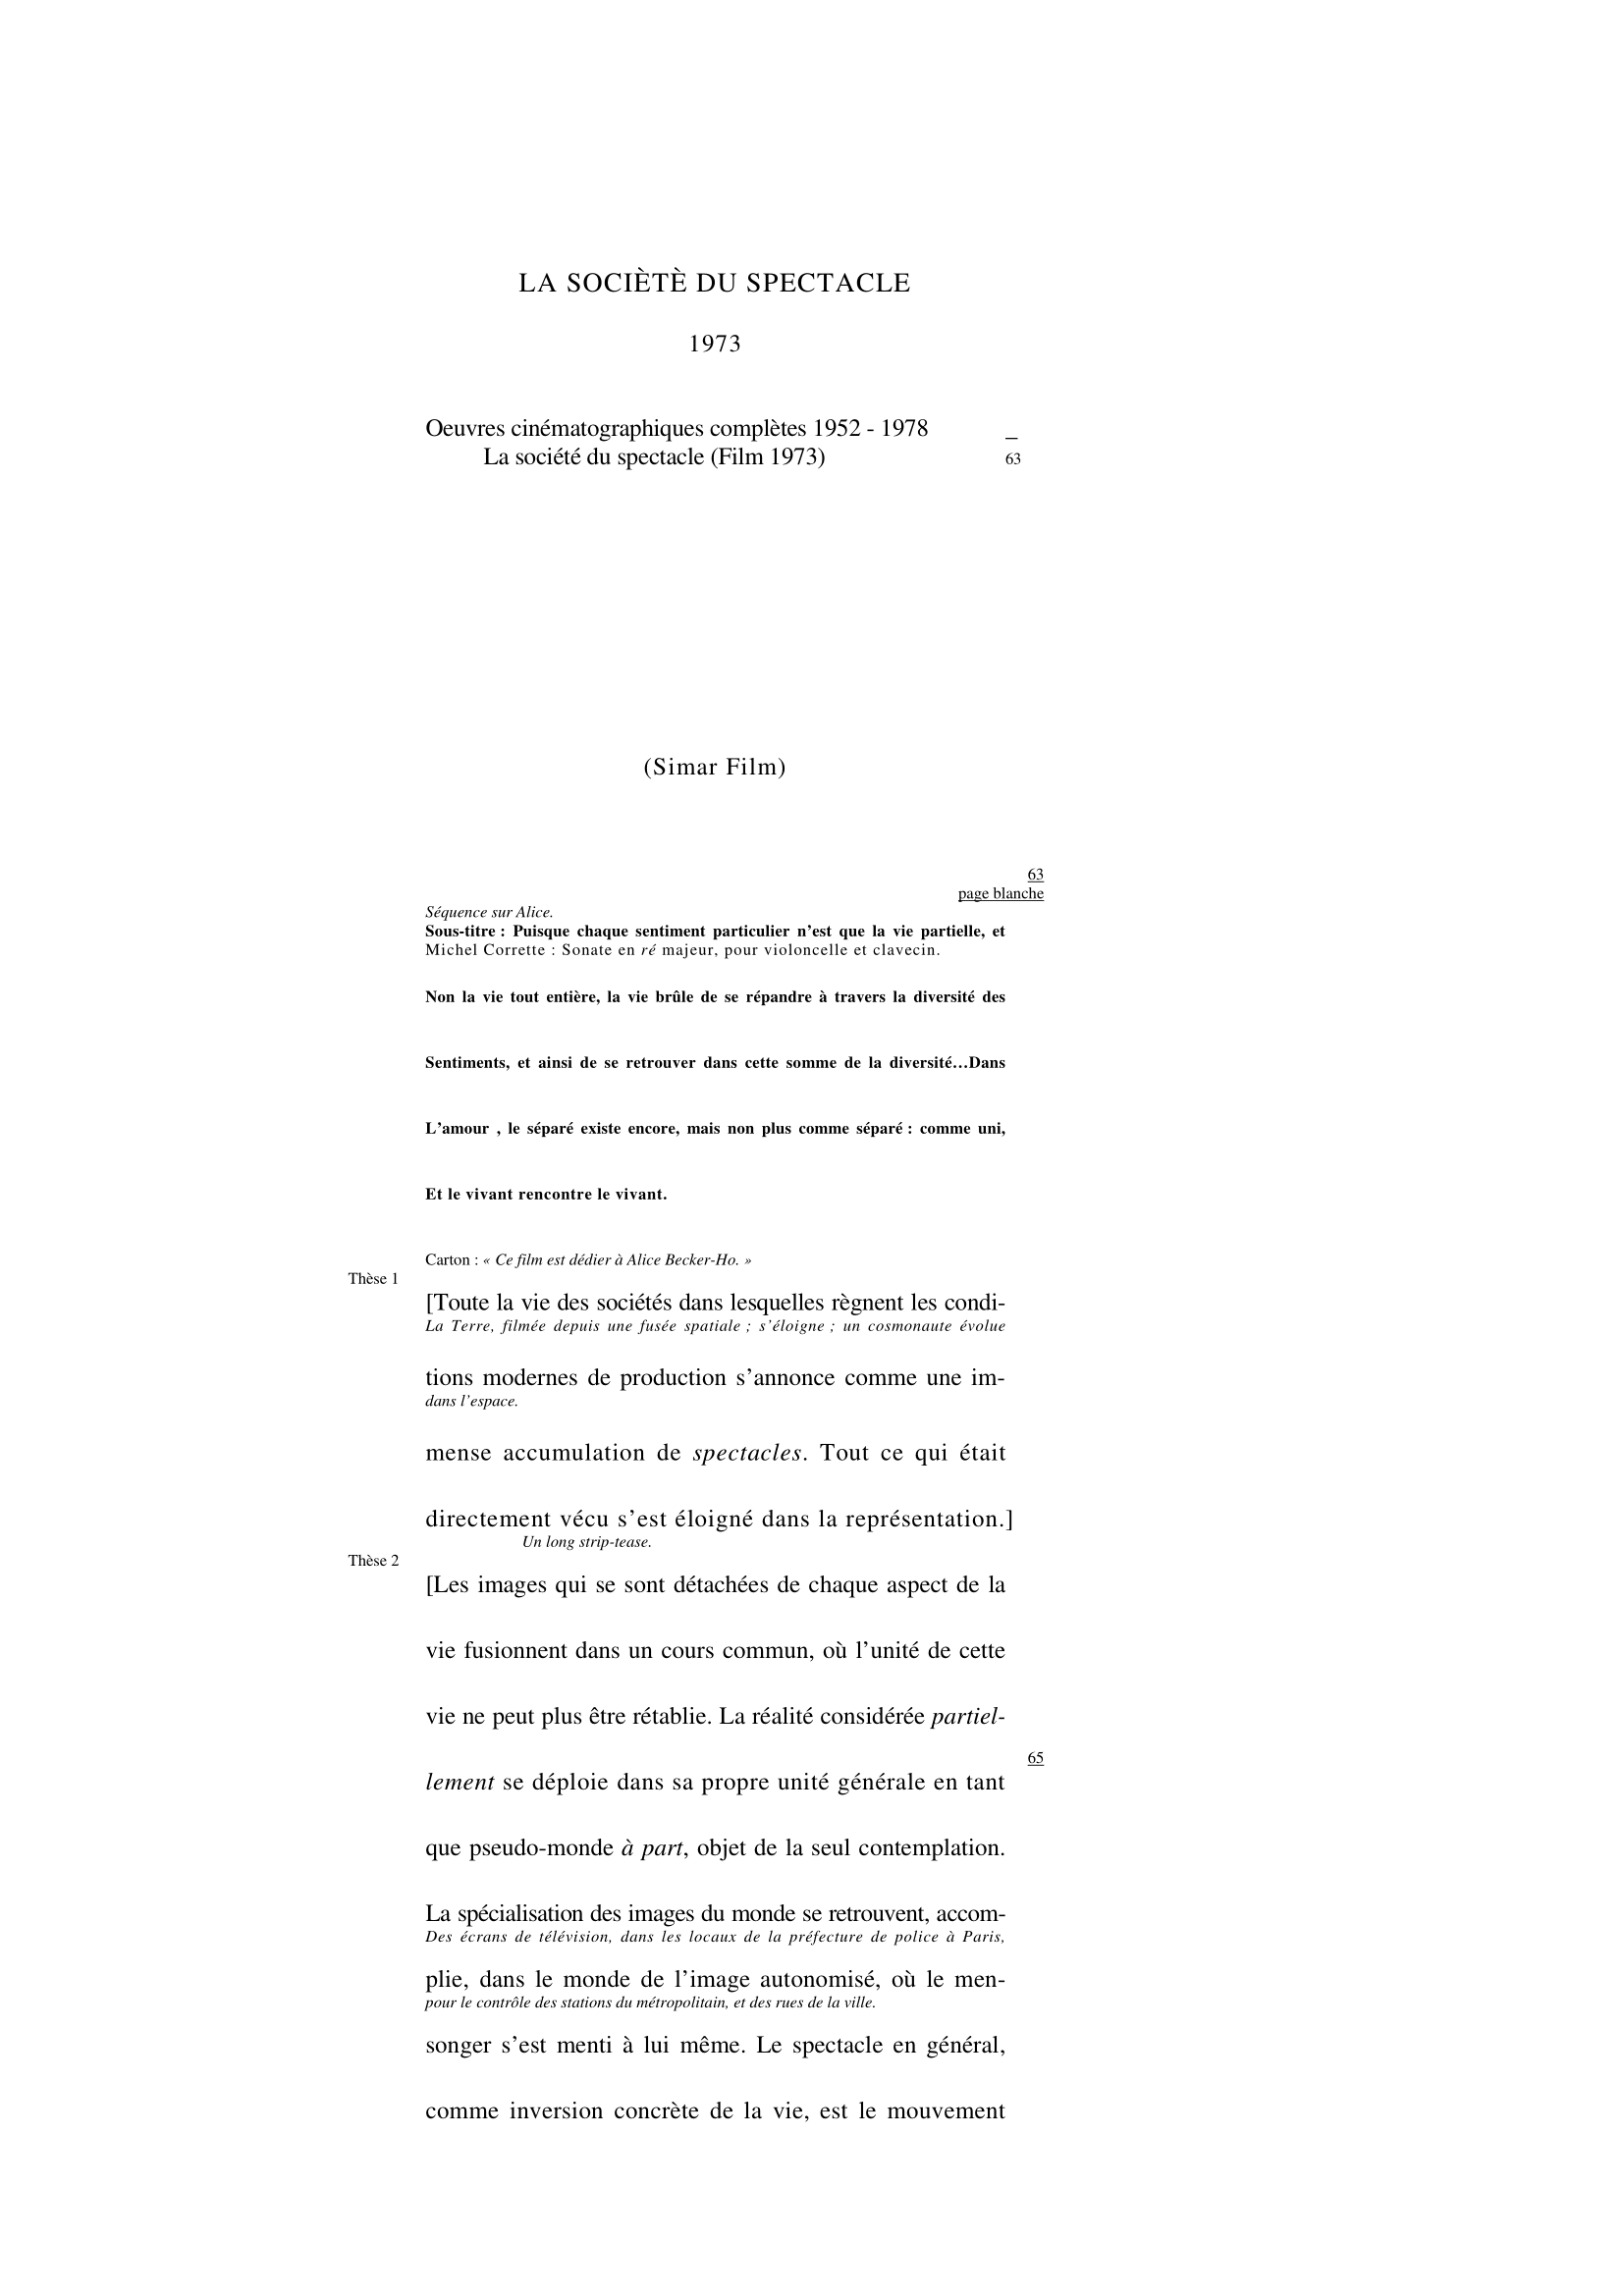 LA SOCIÈTÈ DU SPECTACLE
1973
Oeuvres cinématographiques complètes 1952 - 1978 _
La société du spectacle (Film 1973) 63
(Simar Film)
63
page blanche
Séquence sur Alice.
Sous-titre : Puisque chaque sentiment particulier n’est que la vie partielle, et
Michel Corrette : Sonate en ré majeur, pour violoncelle et clavecin.
Non la vie tout entière, la vie brûle de se répandre à travers la diversité des
Sentiments, et ainsi de se retrouver dans cette somme de la diversité…Dans
L’amour , le séparé existe encore, mais non plus comme séparé : comme uni,
Et le vivant rencontre le vivant.
Carton : « Ce film est dédier à Alice Becker-Ho. »
Thèse 1
[Toute la vie des sociétés dans lesquelles règnent les condi-
La Terre, filmée depuis une fusée spatiale ; s’éloigne ; un cosmonaute évolue
tions modernes de production s’annonce comme une im-
dans l’espace.
mense accumulation de spectacles. Tout ce qui était
directement vécu s’est éloigné dans la représentation.]
Un long strip-tease.
Thèse 2
[Les images qui se sont détachées de chaque aspect de la
vie fusionnent dans un cours commun, où l’unité de cette
vie ne peut plus être rétablie. La réalité considérée partiel-
65
lement se déploie dans sa propre unité générale en tant
que pseudo-monde à part, objet de la seul contemplation.
La spécialisation des images du monde se retrouvent, accom-
Des écrans de télévision, dans les locaux de la préfecture de police à Paris,
plie, dans le monde de l’image autonomisé, où le men-
pour le contrôle des stations du métropolitain, et des rues de la ville.
songer s’est menti à lui même. Le spectacle en général,
comme inversion concrète de la vie, est le mouvement